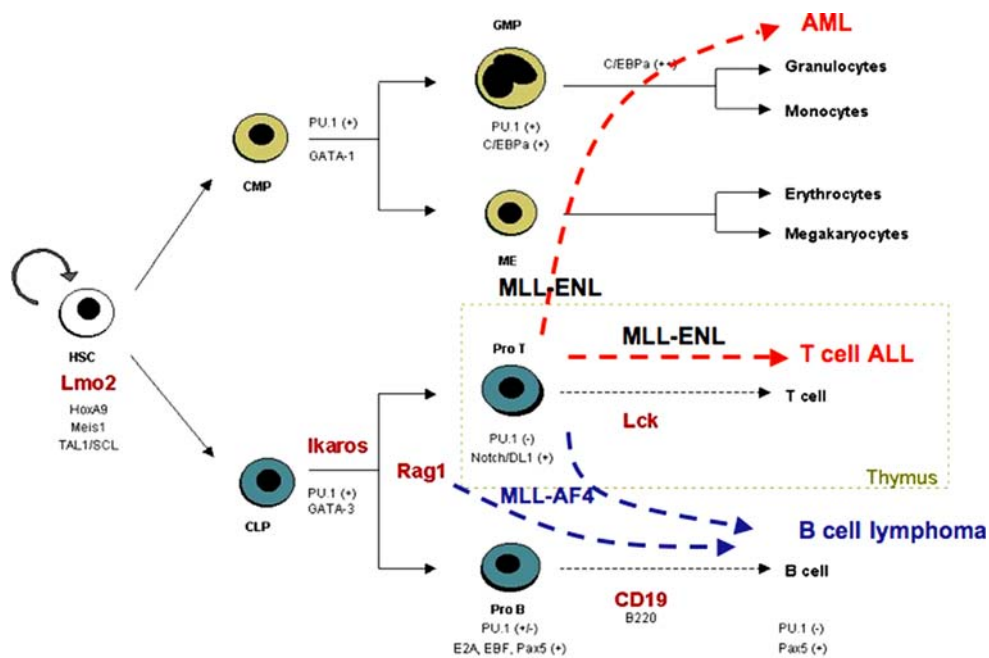 GMP
AML
C/EBPa (++)
Granulocytes
Monocytes
PU.1 (+)
GATA-1
PU.1 (+)
C/EBPa (+)
CMP
Erythrocytes
Megakaryocytes
ME
MLL-ENL
HSC
Lmo2
HoxA9
Meis1
TAL1/SCL
Pro T
MLL-ENL
T cell ALL
T cell
Lck
PU.1 (-)
Notch/DL1 (+)
Thymus
Ikaros
Rag1
PU.1 (+)
GATA-3
CLP
MLL-AF4
B cell lymphoma
B cell
Pro B
CD19
B220
PU.1 (+/-)
E2A, EBF, Pax5 (+)
PU.1 (-)
Pax5 (+)